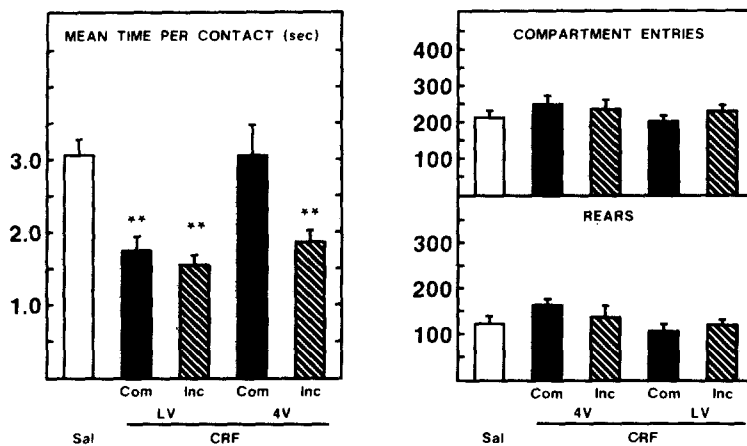 MEAN TIME PER CONTACT (sec)
3.0
2.0
1.0
** ** **
Com Inc Com Inc
LV 4V
Sal CRF
COMPARTMENT ENTRIES
400
300
200
100
REARS
300
200
100
Com Inc Com Inc
4V LV
Sal CRF